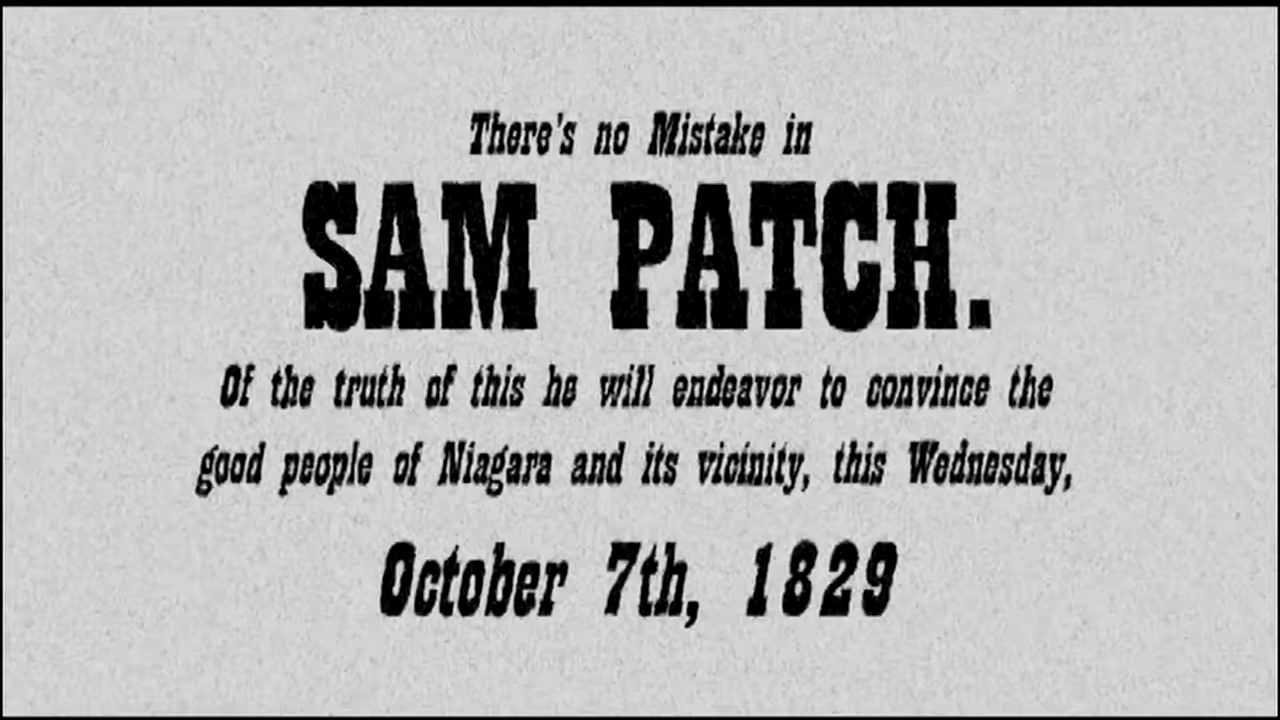 There's no Mistake in
SAM PATCH.
Of the truth of this he will endeavor to convince the
good people of Niagara and its vicinity, this Wednesday,
October 7th, 1829